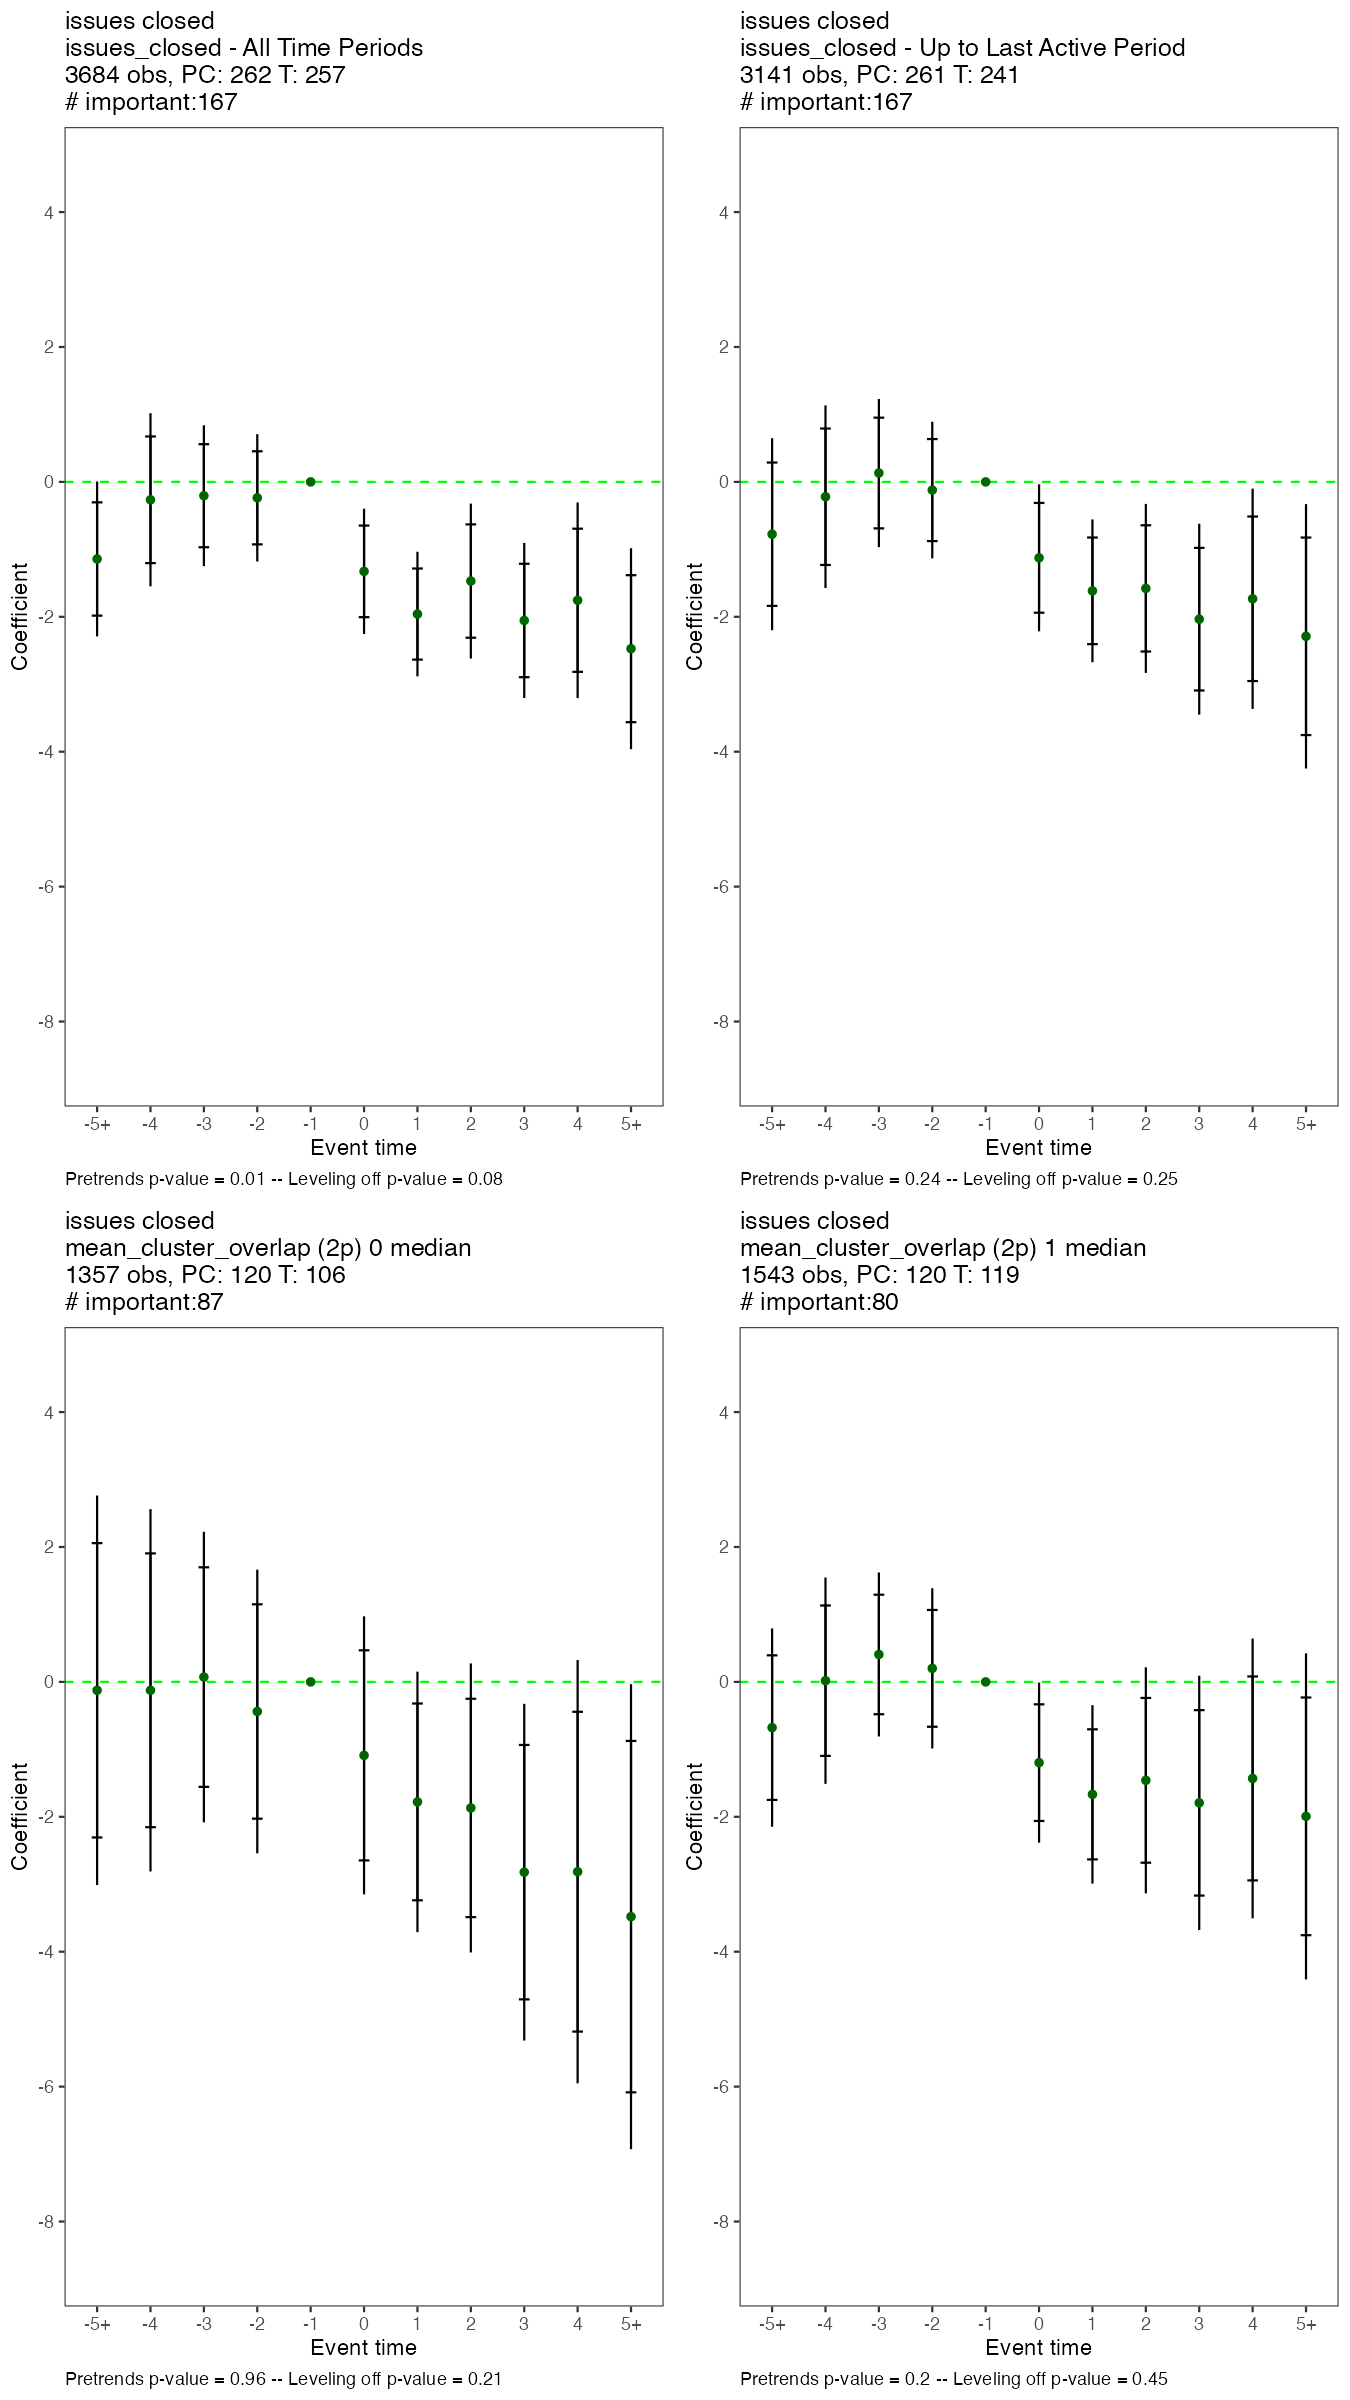 issues closed
issues_closed - All Time Periods
3684 obs, PC: 262 T: 257
# important:167
4
2
0
-2
-4
-6
-8
Coefficient
-5+ -4 -3 -2 -1 0 1 2 3 4 5+
Event time
Pretrends p-value = 0.01 -- Leveling off p-value = 0.08
issues closed
issues_closed - Up to Last Active Period
3141 obs, PC: 261 T: 241
# important:167
4
2
0
-2
-4
-6
-8
Coefficient
-5+ -4 -3 -2 -1 0 1 2 3 4 5+
Event time
Pretrends p-value = 0.24 -- Leveling off p-value = 0.25
issues closed
mean_cluster_overlap (2p) 0 median
1357 obs, PC: 120 T: 106
# important:87
4
2
0
-2
-4
-6
-8
Coefficient
-5+ -4 -3 -2 -1 0 1 2 3 4 5+
Event time
Pretrends p-value = 0.96 -- Leveling off p-value = 0.21
issues closed
mean_cluster_overlap (2p) 1 median
1543 obs, PC: 120 T: 119
# important:80
4
2
0
-2
-4
-6
-8
Coefficient
-5+ -4 -3 -2 -1 0 1 2 3 4 5+
Event time
Pretrends p-value = 0.2 -- Leveling off p-value = 0.45